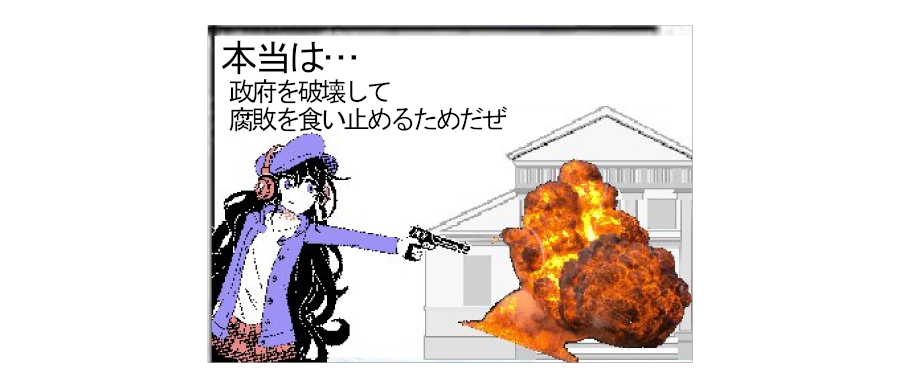 本当は…
政府を破壊して
腐敗を食い止めるためだぜ